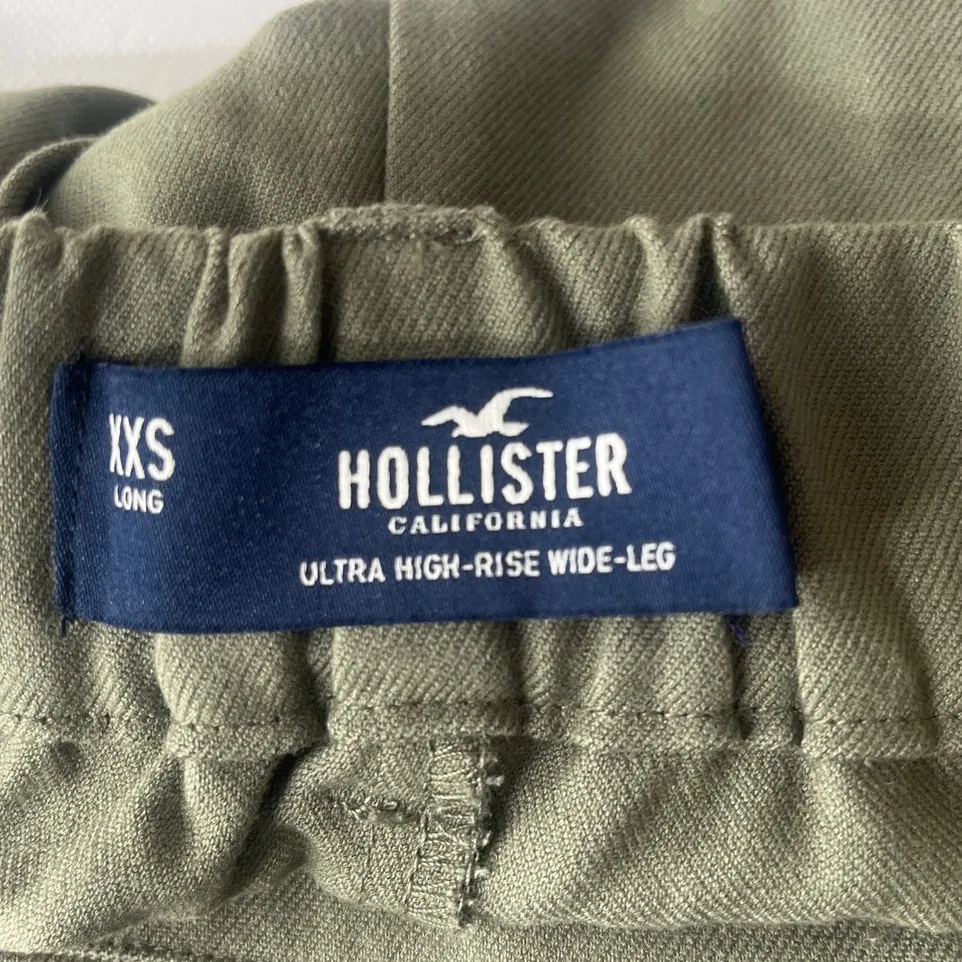 XXS
LONG
HOLLISTER
CALIFORNIA
ULTRA HIGH-RISE WIDE-LEG